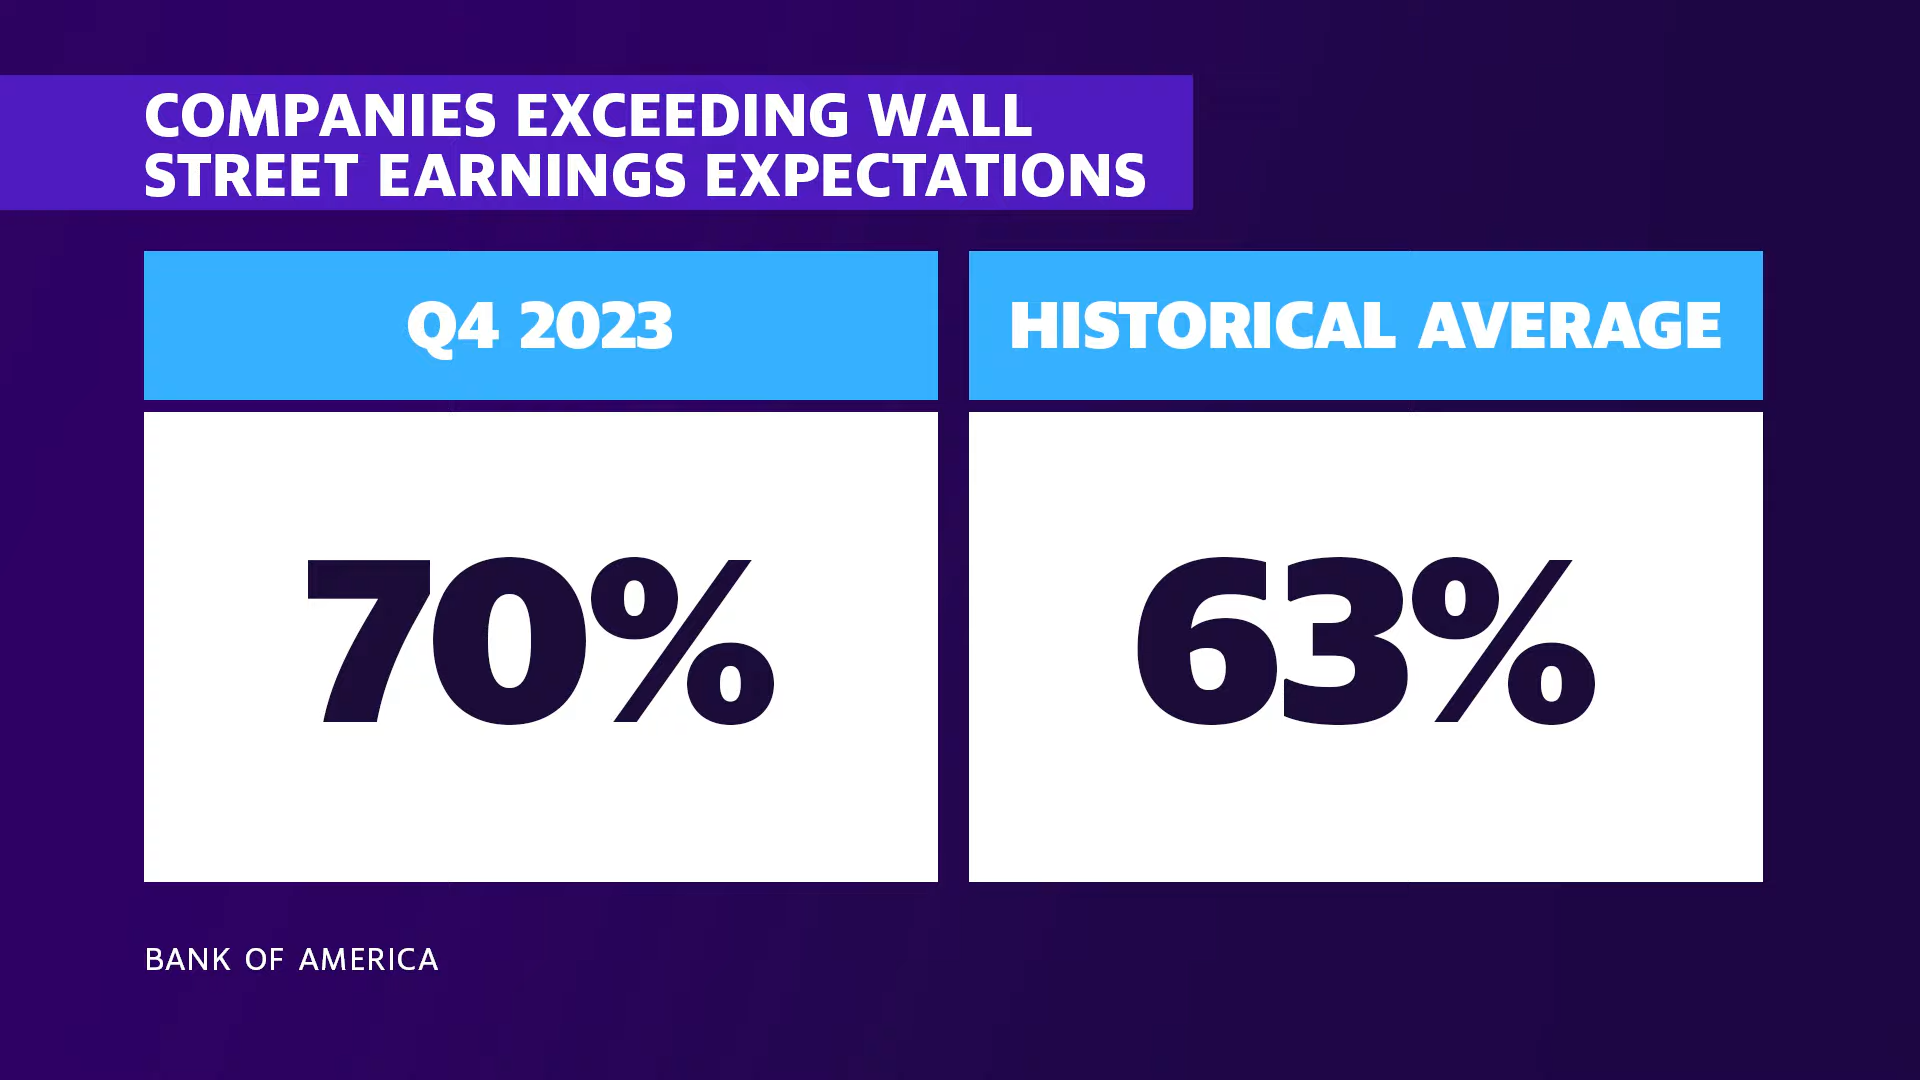 COMPANIES EXCEEDING WALL
STREET EARNINGS EXPECTATIONS
Q4 2023
HISTORICAL AVERAGE
70%
63%
BANK OF AMERICA